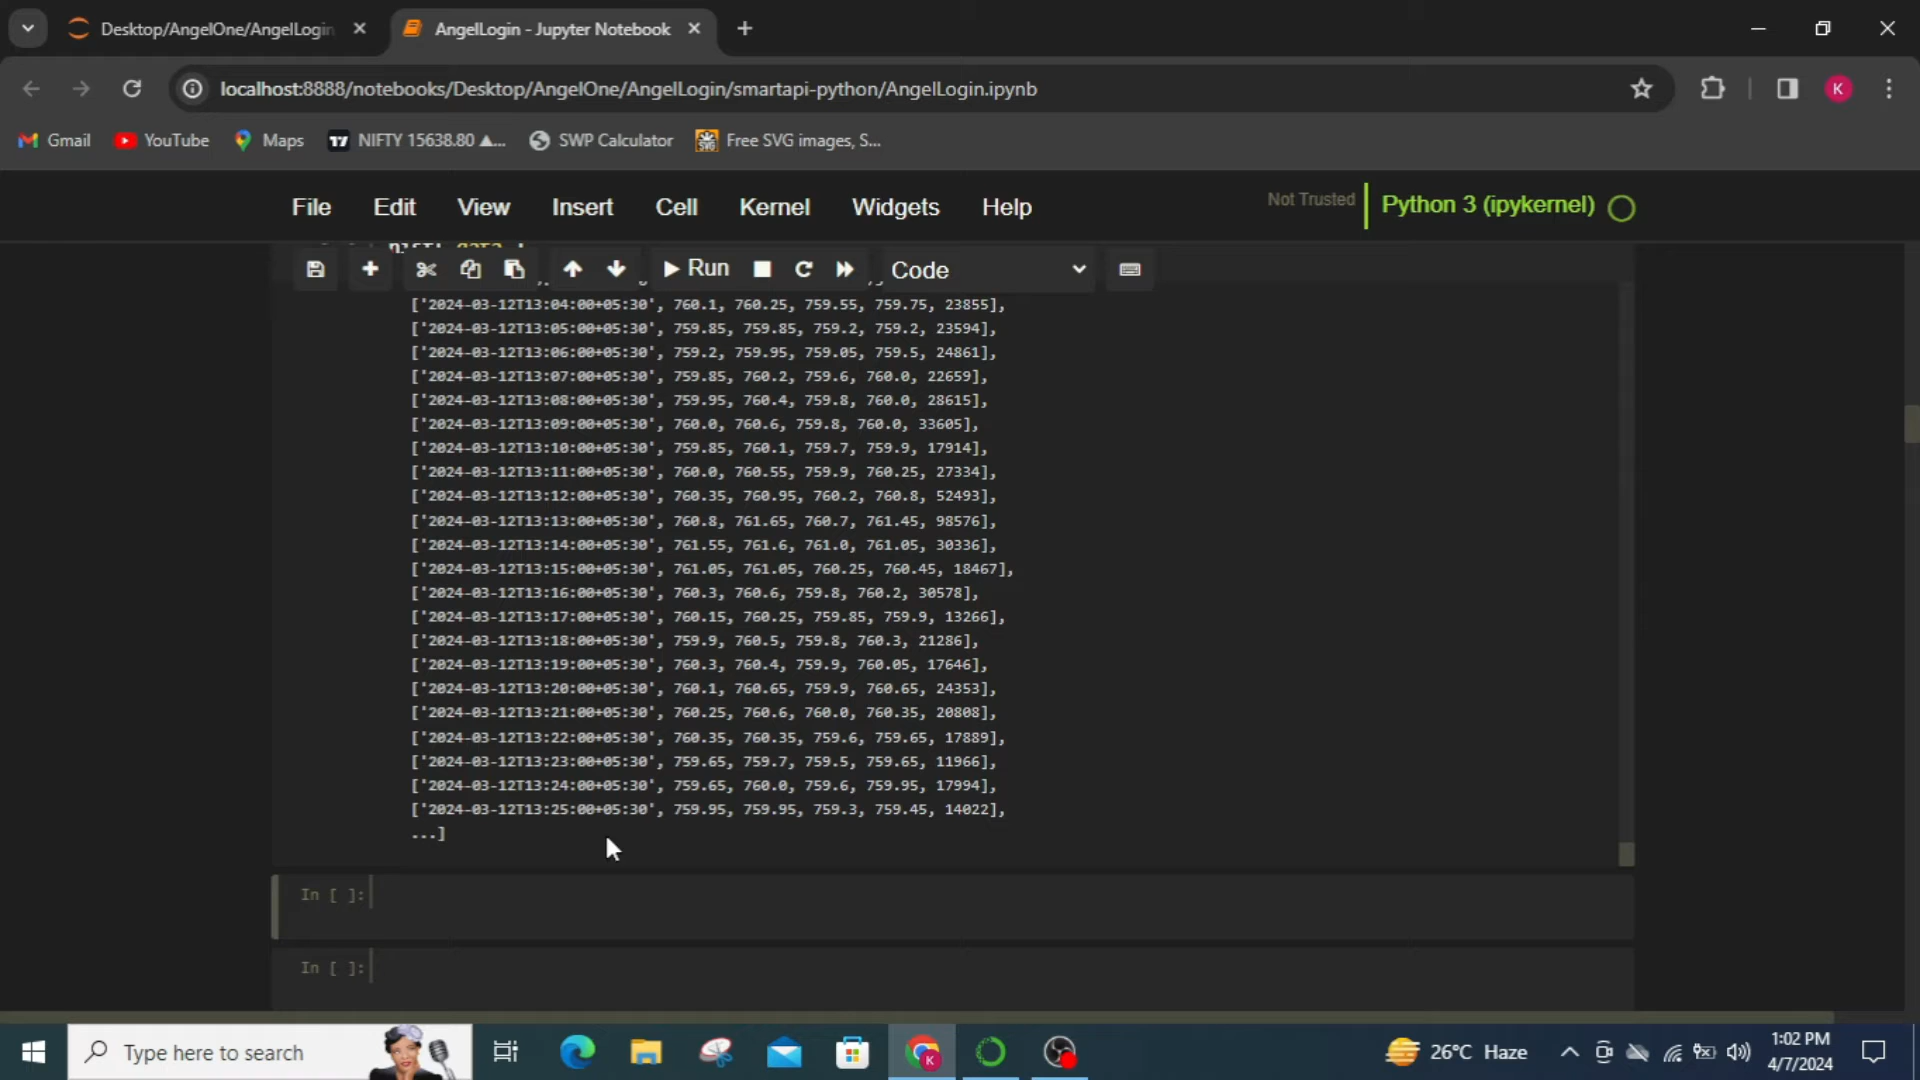 Desktop/AngelOne/AngelLogin
AngelLogin - Jupyter Notebook
localhost:8888/notebooks/Desktop/AngelOne/AngelLogin/smartapi-python/AngelLogin.ipynb
K
Gmail YouTube Maps NIFTY 15638.80 ▲... SWP Calculator Free SVG images, S...
File Edit View Insert Cell Kernel Widgets Help
Not Trusted Python 3 (ipykernel)
Run Code
['2024-03-12T13:04:00+05:30', 760.1, 760.25, 759.55, 759.75, 23855],
['2024-03-12T13:05:00+05:30', 759.85, 759.85, 759.2, 759.2, 23594],
['2024-03-12T13:06:00+05:30', 759.2, 759.95, 759.05, 759.5, 24861],
['2024-03-12T13:07:00+05:30', 759.85, 760.2, 759.6, 760.0, 22659],
['2024-03-12T13:08:00+05:30', 759.95, 760.4, 759.8, 760.0, 28615],
['2024-03-12T13:09:00+05:30', 760.0, 760.6, 759.8, 760.0, 33605],
['2024-03-12T13:10:00+05:30', 759.85, 760.1, 759.7, 759.9, 17914],
['2024-03-12T13:11:00+05:30', 760.0, 760.55, 759.9, 760.25, 27334],
['2024-03-12T13:12:00+05:30', 760.35, 760.95, 760.2, 760.8, 52493],
['2024-03-12T13:13:00+05:30', 760.8, 761.65, 760.7, 761.45, 98576],
['2024-03-12T13:14:00+05:30', 761.55, 761.6, 761.0, 761.05, 30336],
['2024-03-12T13:15:00+05:30', 761.05, 761.05, 760.25, 760.45, 18467],
['2024-03-12T13:16:00+05:30', 760.3, 760.6, 759.8, 760.2, 30578],
['2024-03-12T13:17:00+05:30', 760.15, 760.25, 759.85, 759.9, 13266],
['2024-03-12T13:18:00+05:30', 759.9, 760.5, 759.8, 760.3, 21286],
['2024-03-12T13:19:00+05:30', 760.3, 760.4, 759.9, 760.05, 17646],
['2024-03-12T13:20:00+05:30', 760.1, 760.65, 759.9, 760.65, 24353],
['2024-03-12T13:21:00+05:30', 760.25, 760.6, 760.0, 760.35, 20808],
['2024-03-12T13:22:00+05:30', 760.35, 760.35, 759.6, 759.65, 17889],
['2024-03-12T13:23:00+05:30', 759.65, 759.7, 759.5, 759.65, 11966],
['2024-03-12T13:24:00+05:30', 759.65, 760.0, 759.6, 759.95, 17994],
['2024-03-12T13:25:00+05:30', 759.95, 759.95, 759.3, 759.45, 14022],
...]
In [ ]:
In [ ]:
Type here to search
26°C Haze
1:02 PM
4/7/2024